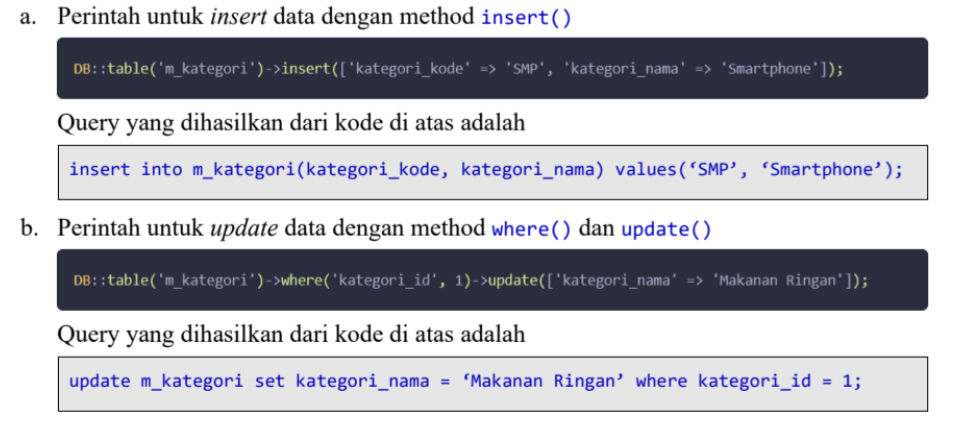 a. Perintah untuk insert data dengan method insert()
DB::table('m_kategori')->insert(['kategori_kode' => 'SMP', 'kategori_nama' => 'Smartphone']);
Query yang dihasilkan dari kode di atas adalah
insert into m_kategori(kategori_kode, kategori_nama) values(‘SMP’, ‘Smartphone’);
b. Perintah untuk update data dengan method where() dan update()
DB::table('m_kategori')->where('kategori_id', 1)->update(['kategori_nama' => 'Makanan Ringan']);
Query yang dihasilkan dari kode di atas adalah
update m_kategori set kategori_nama = ‘Makanan Ringan’ where kategori_id = 1;